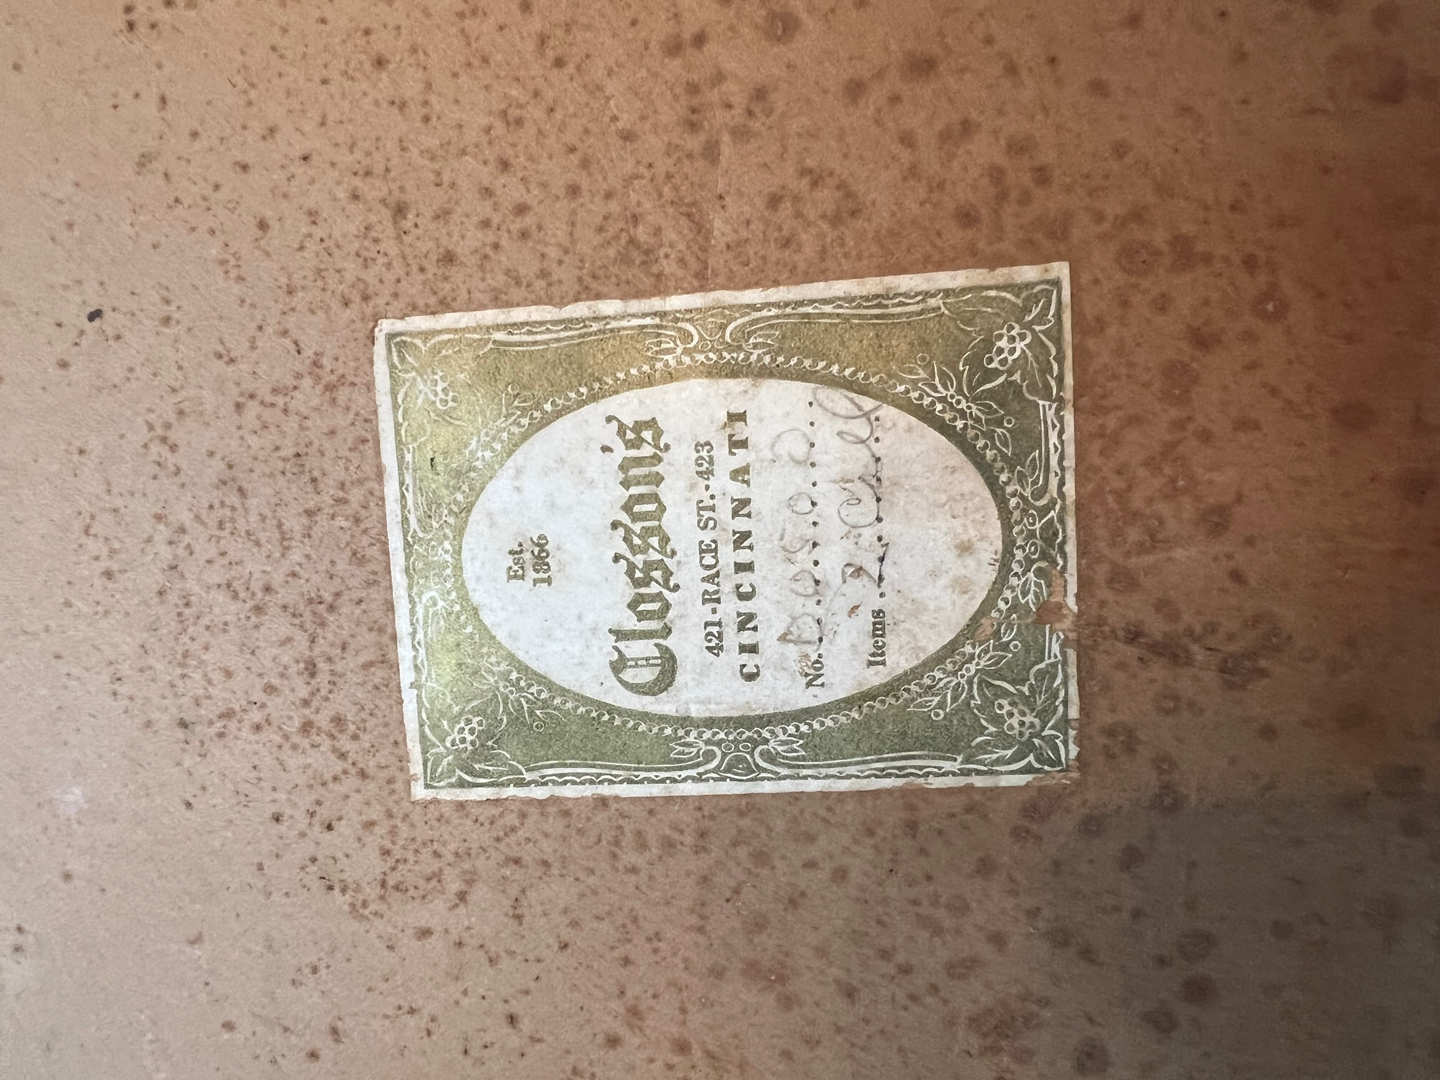 Est.
1866
Closson's
421-RACE ST.-423
CINCINNATI
No.
Items